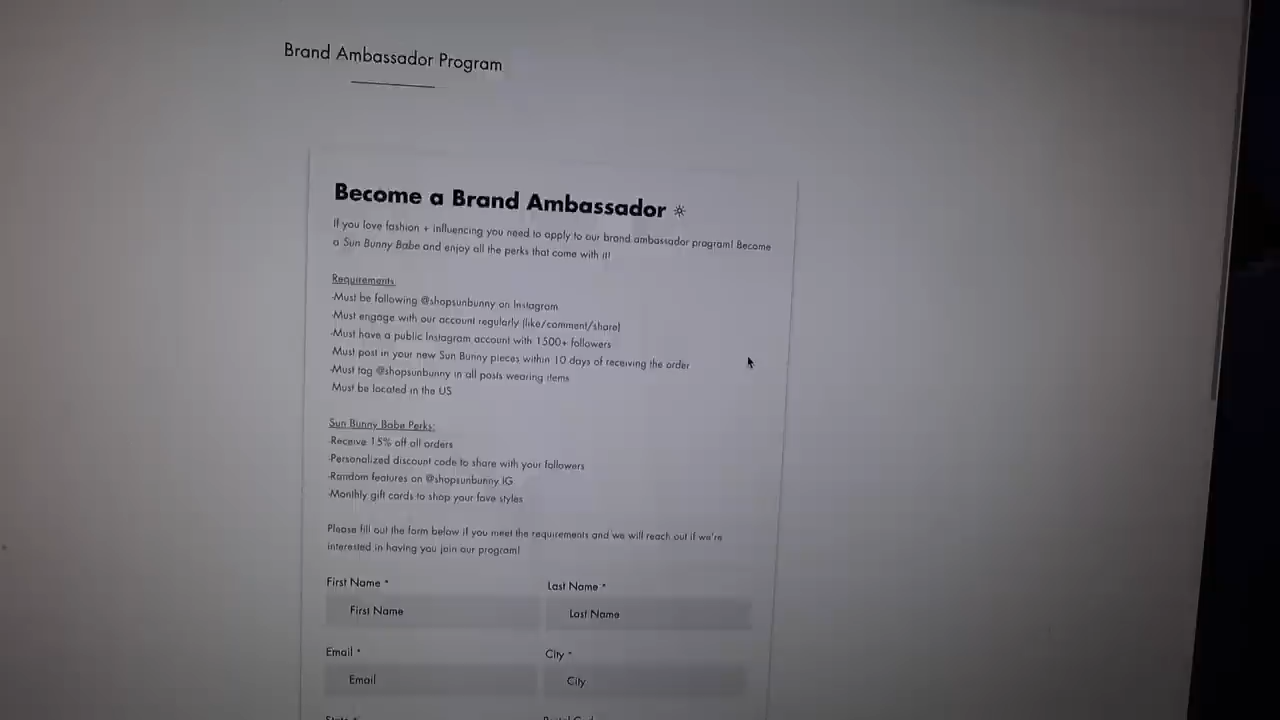 Brand Ambassador Program
Become a Brand Ambassador
If you love fashion + influencing you need to apply to our brand ambassador program! Become
a Sun Bunny Babe and enjoy all the perks that come with it!
Requirements:
-Must be following @shopsunbunny on Instagram
-Must engage with our account regularly (like/comment/share)
-Must have a public Instagram account with 1500+ followers
-Must post in your new Sun Bunny pieces within 10 days of receiving the order
-Must tag @shopsunbunny in all posts wearing items
Must be located in the US
Sun Bunny Babe Perks:
-Receive 15% off all orders
-Personalized discount code to share with your followers
-Random features on @shopsunbunny IG
-Monthly gift cards to shop your fave styles
Please fill out the form below if you meet the requirements and we will reach out if we're
interested in having you join our program!
First Name * Last Name *
First Name Last Name
Email * City *
Email City